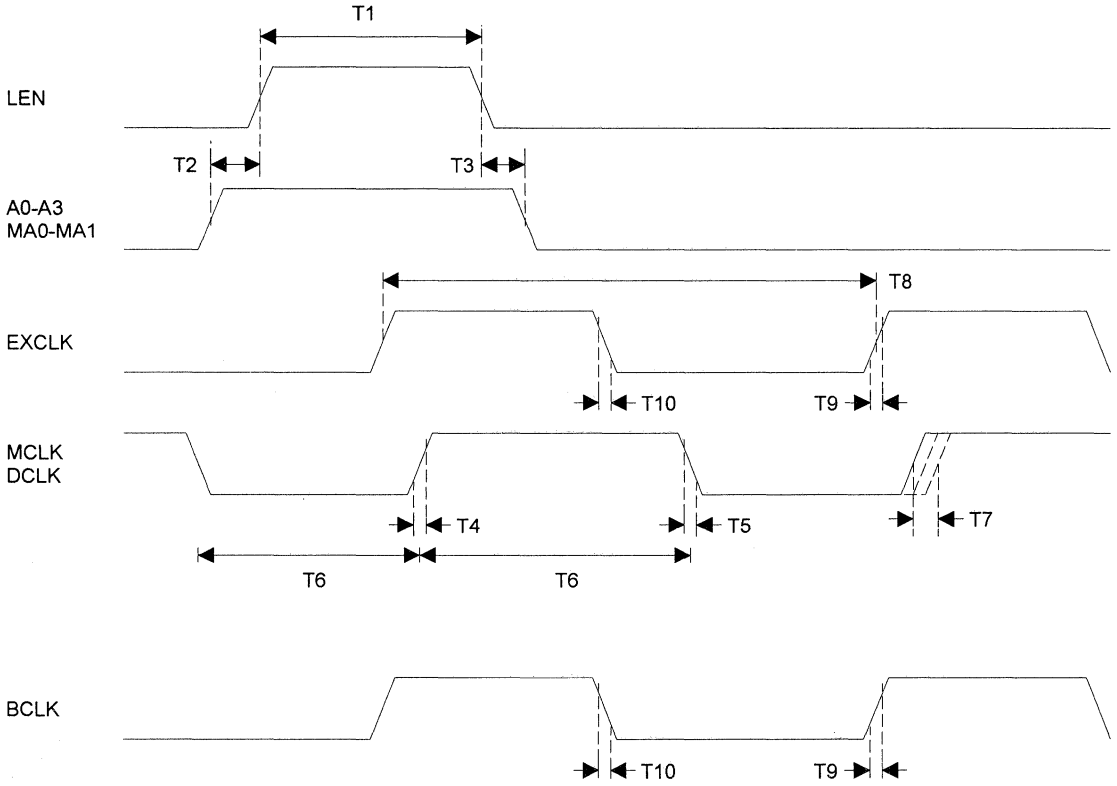 T1
LEN
T2
T3
A0-A3
MA0-MA1
T8
EXCLK
T10
T9
MCLK
DCLK
T4
T5
T7
T6
T6
BCLK
T10
T9